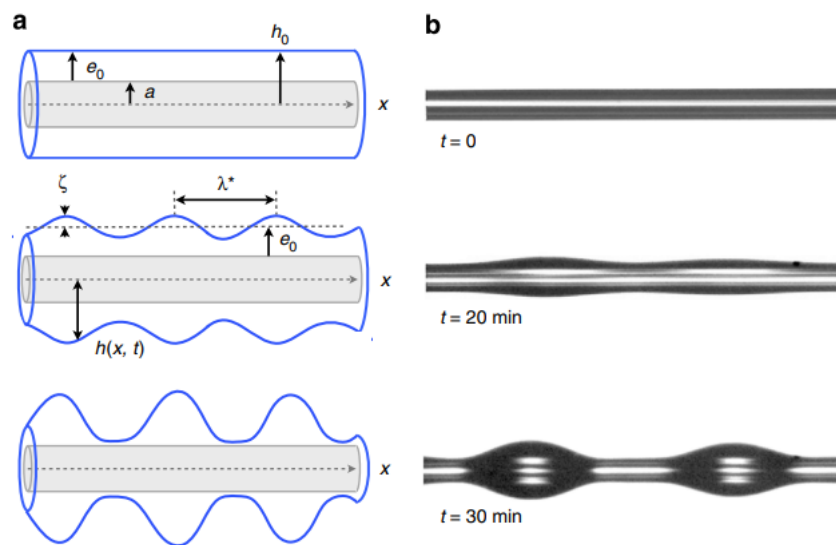 a
h₀
e₀
a
x
ζ
λ*
e₀
x
h(x, t)
x
b
t = 0
t = 20 min
t = 30 min